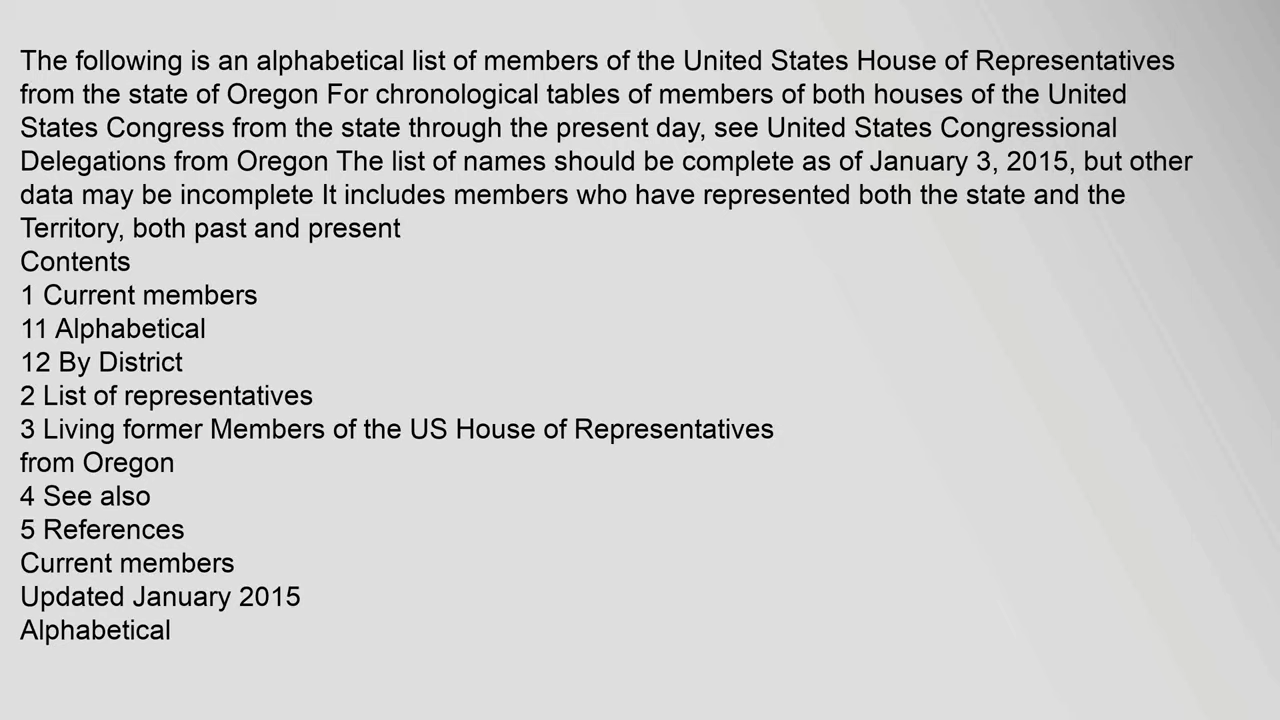 The following is an alphabetical list of members of the United States House of Representatives
from the state of Oregon For chronological tables of members of both houses of the United
States Congress from the state through the present day, see United States Congressional
Delegations from Oregon The list of names should be complete as of January 3, 2015, but other
data may be incomplete It includes members who have represented both the state and the
Territory, both past and present
Contents
1 Current members
11 Alphabetical
12 By District
2 List of representatives
3 Living former Members of the US House of Representatives
from Oregon
4 See also
5 References
Current members
Updated January 2015
Alphabetical